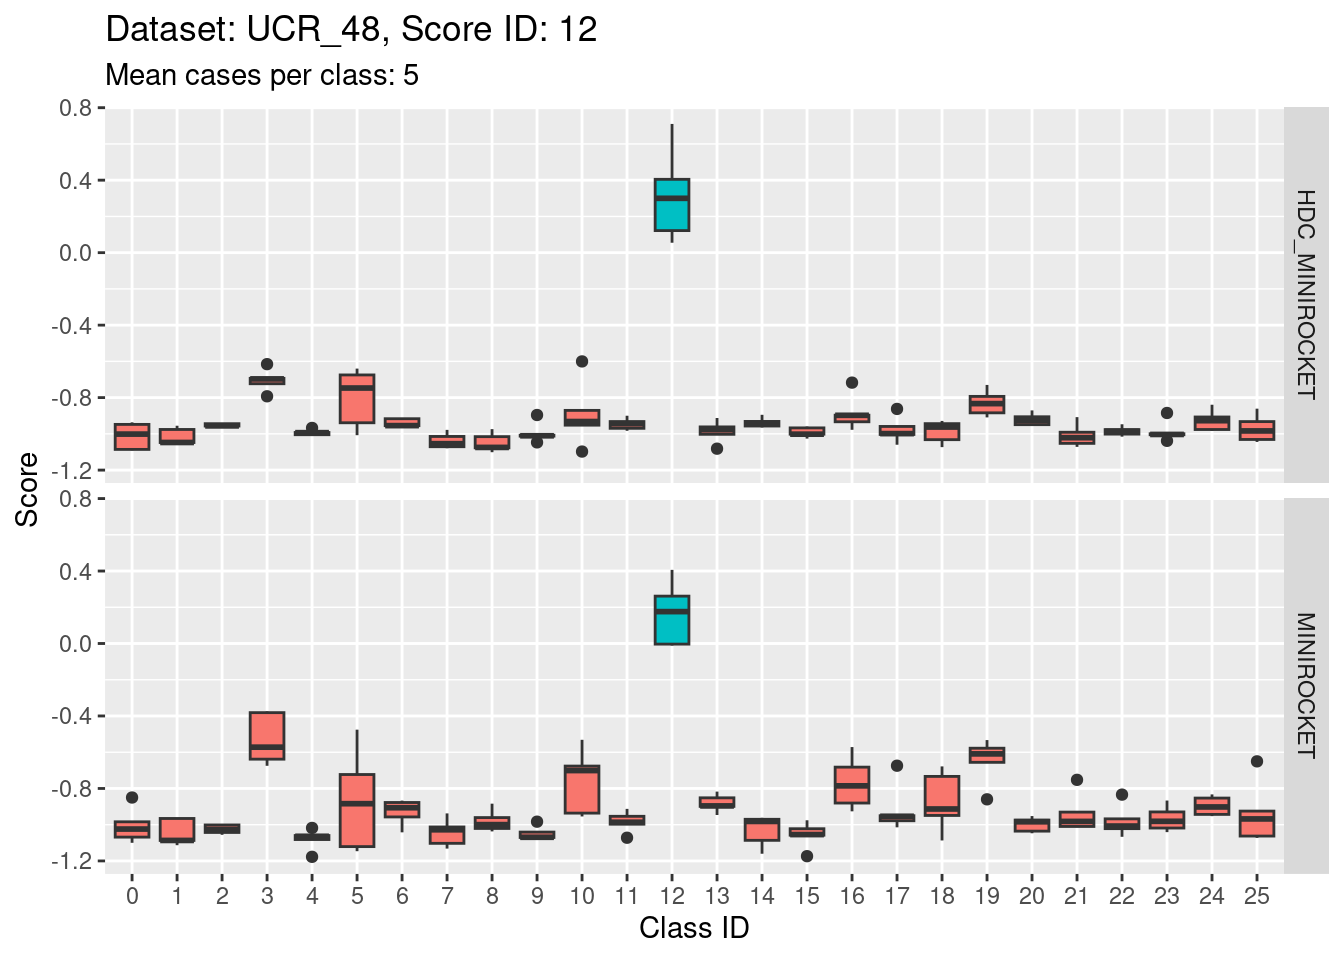 Dataset: UCR_48, Score ID: 12
Mean cases per class: 5
0.8
0.4
0.0
-0.4
-0.8
-1.2
HDC_MINIROCKET
Score
0.8
0.4
0.0
-0.4
-0.8
-1.2
MINIROCKET
0 1 2 3 4 5 6 7 8 9 10 11 12 13 14 15 16 17 18 19 20 21 22 23 24 25
Class ID